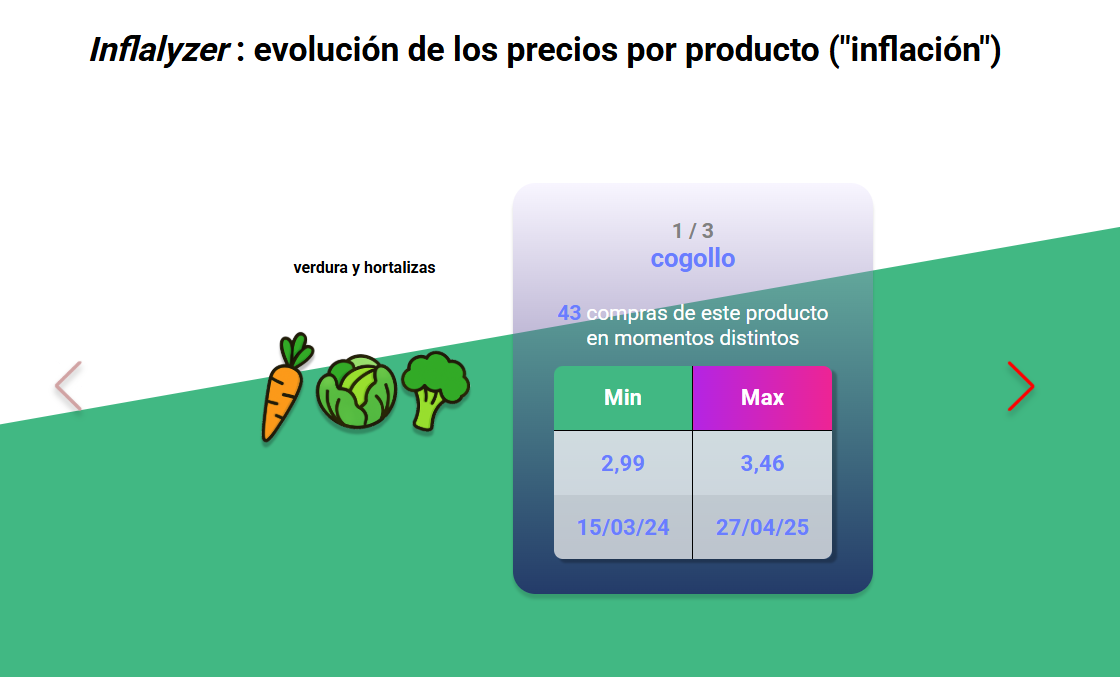 Inflalyzer : evolución de los precios por producto ("inflación")
verdura y hortalizas
1 / 3
cogollo
43 compras de este producto
en momentos distintos
Min Max
2,99 3,46
15/03/24 27/04/25